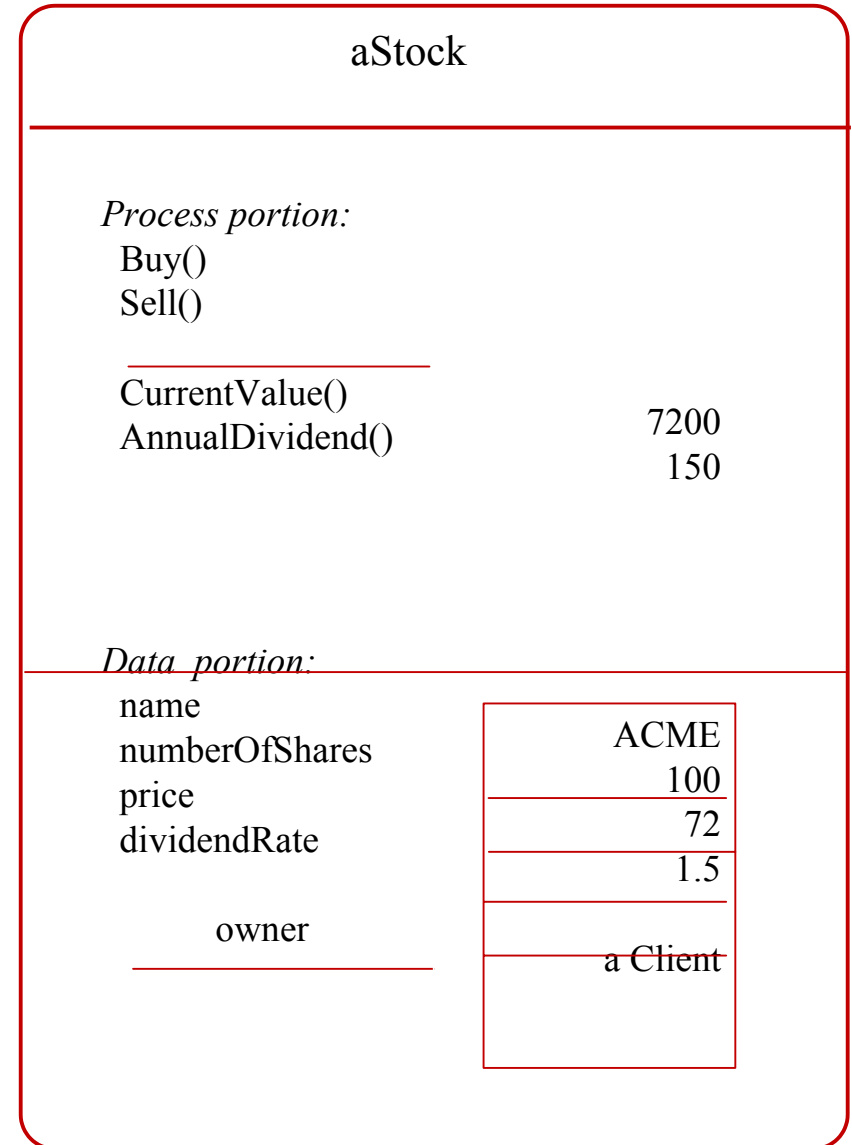 aStock
Process portion:
Buy()
Sell()
CurrentValue()
AnnualDividend()
7200
150
Data portion:
name
numberOfShares
price
dividendRate
owner
ACME
100
72
1.5
a Client